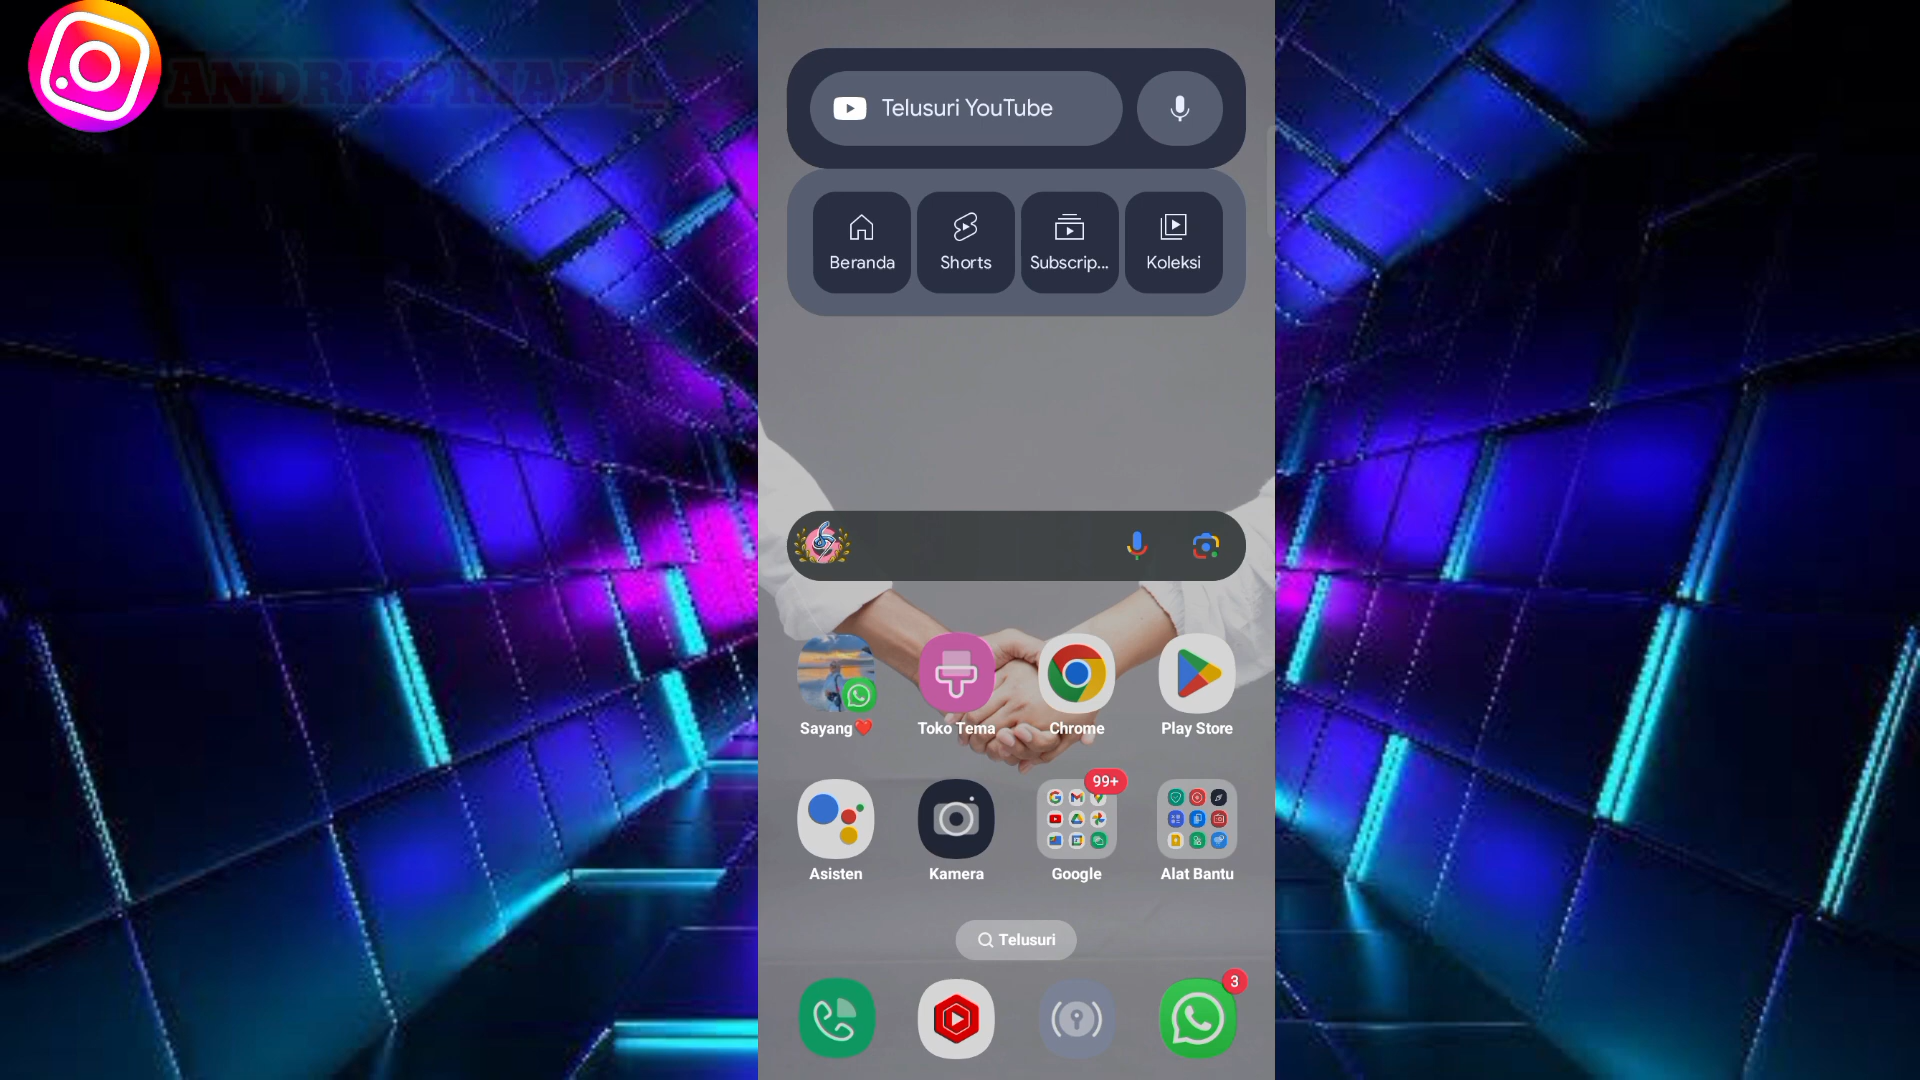 ANDRISPRIADI_
Telusuri YouTube
Beranda
Shorts
Subscrip...
Koleksi
Sayang❤️
Toko Tema
Chrome
Play Store
99+
Asisten
Kamera
Google
Alat Bantu
Telusuri
3